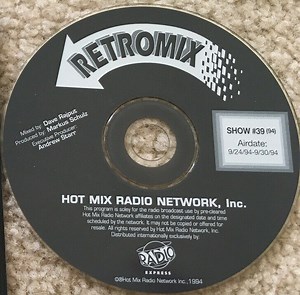 RETROMIX
Mixed by: Dave Rajput
Produced by: Markus Schulz
Executive Producer:
Andrew Starr
SHOW #39 (94)
Airdate:
9/24/94-9/30/94
HOT MIX RADIO NETWORK, Inc.
This program is soley for the radio broadcast use by pre-cleared
Hot Mix Radio Network affiliates on the designated date and time
scheduled by the network. It may not be copied or offered for
resale. All Rights Reserved. Hot Mix Radio Network, Inc.
Distributed internationally exclusively by:
RADIO
EXPRESS
©℗Hot Mix Radio Network Inc.,1994